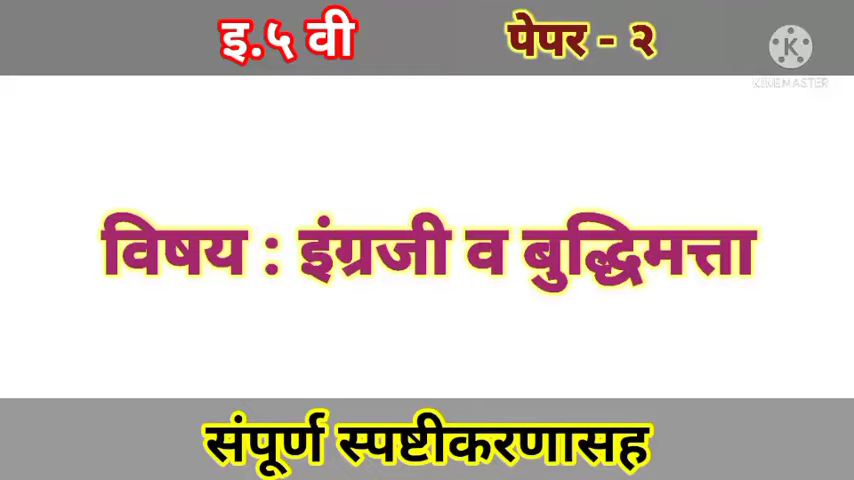 इ.५ वी पेपर - २
K
KINEMASTER
विषय : इंग्रजी व बुद्धिमत्ता
संपूर्ण स्पष्टीकरणासह